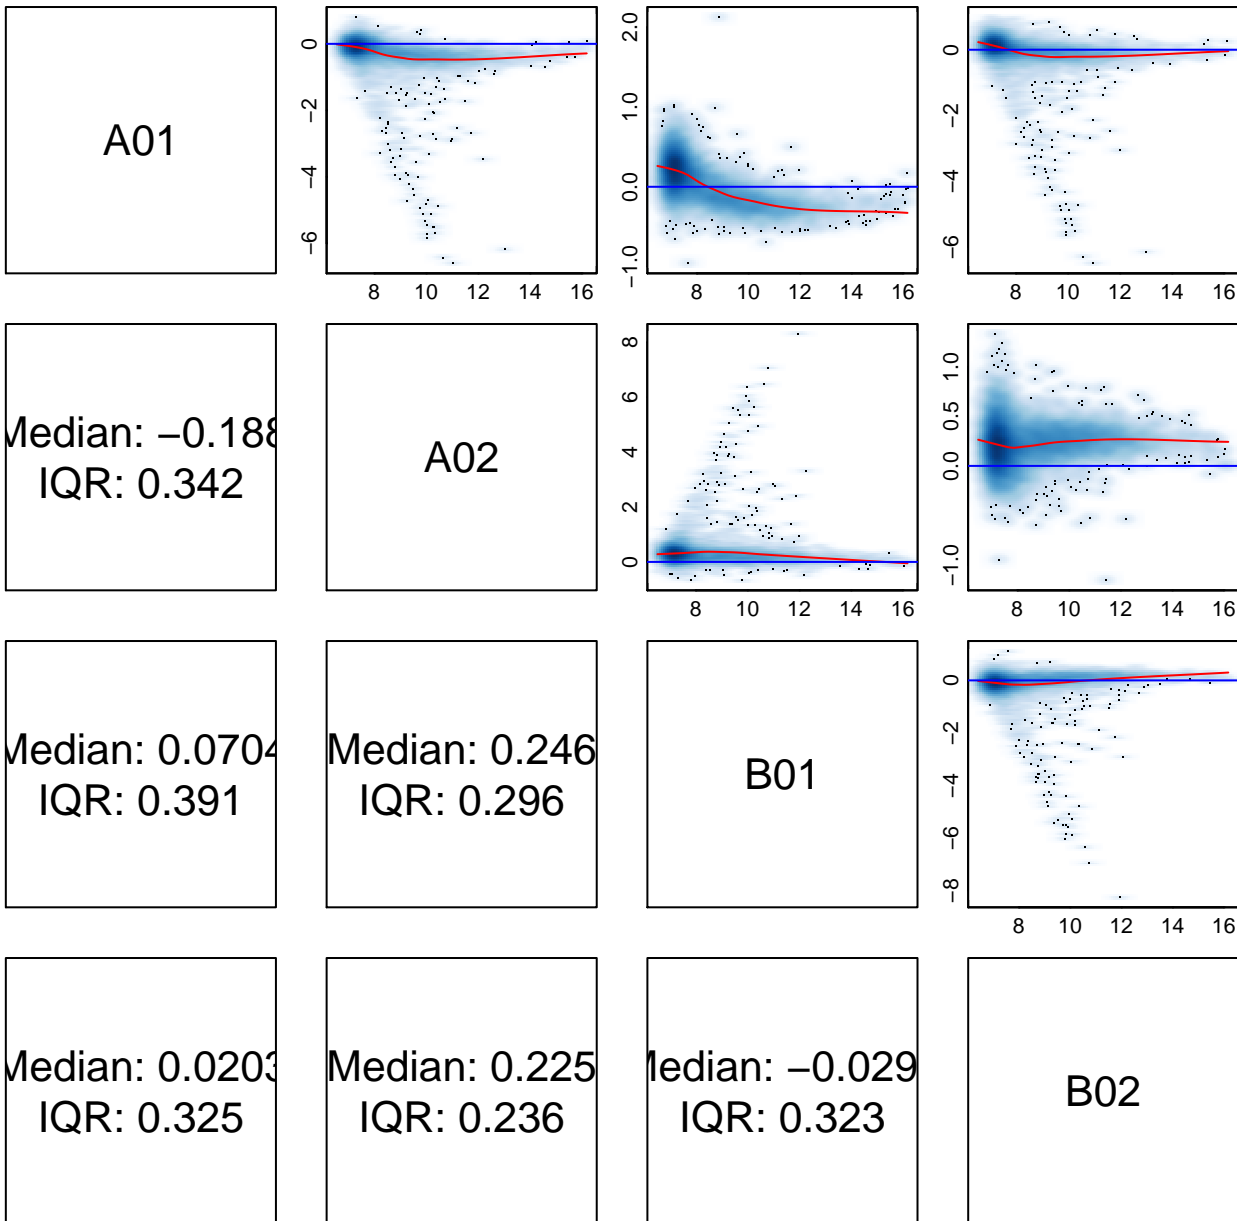 A01
0
−2
−4
−6
8 10 12 14 16
2.0
1.0
0.0
−1.0
8 10 12 14 16
0
−2
−4
−6
8 10 12 14 16
Median: −0.188
IQR: 0.342
A02
8
6
4
2
0
8 10 12 14 16
1.0
0.5
0.0
−1.0
8 10 12 14 16
Median: 0.0704
IQR: 0.391
Median: 0.246
IQR: 0.296
B01
0
−2
−4
−6
−8
8 10 12 14 16
Median: 0.0203
IQR: 0.325
Median: 0.225
IQR: 0.236
Median: −0.029
IQR: 0.323
B02